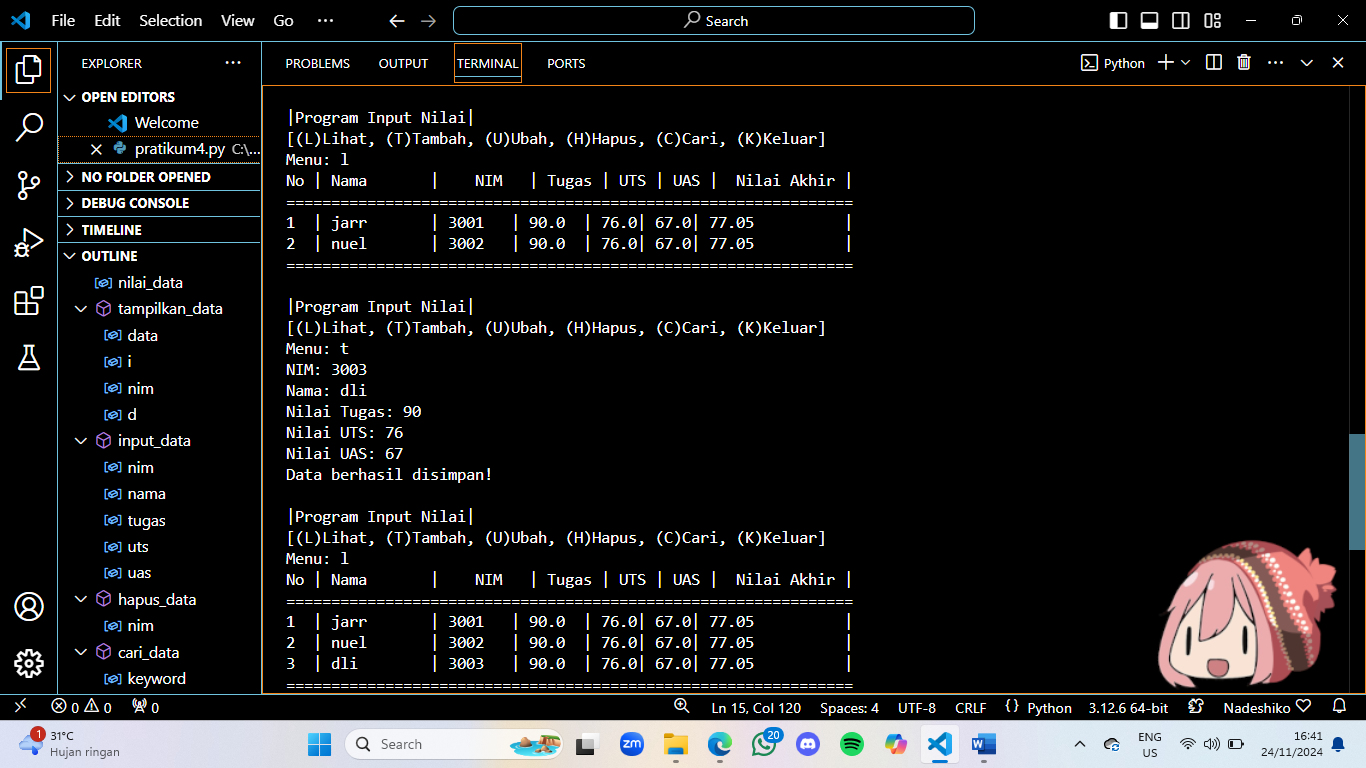 File Edit Selection View Go ··· Search
EXPLORER ···
OPEN EDITORS
Welcome
pratikum4.py C:\...
NO FOLDER OPENED
DEBUG CONSOLE
TIMELINE
OUTLINE
nilai_data
tampilkan_data
data
i
nim
d
input_data
nim
nama
tugas
uts
uas
hapus_data
nim
cari_data
keyword
PROBLEMS OUTPUT TERMINAL PORTS Python ···
|Program Input Nilai|
[(L)Lihat, (T)Tambah, (U)Ubah, (H)Hapus, (C)Cari, (K)Keluar]
Menu: l
No | Nama       |    NIM   | Tugas | UTS | UAS |  Nilai Akhir |
===============================================================
1  | jarr       | 3001   | 90.0  | 76.0| 67.0| 77.05          |
2  | nuel       | 3002   | 90.0  | 76.0| 67.0| 77.05          |
===============================================================
|Program Input Nilai|
[(L)Lihat, (T)Tambah, (U)Ubah, (H)Hapus, (C)Cari, (K)Keluar]
Menu: t
NIM: 3003
Nama: dli
Nilai Tugas: 90
Nilai UTS: 76
Nilai UAS: 67
Data berhasil disimpan!
|Program Input Nilai|
[(L)Lihat, (T)Tambah, (U)Ubah, (H)Hapus, (C)Cari, (K)Keluar]
Menu: l
No | Nama       |    NIM   | Tugas | UTS | UAS |  Nilai Akhir |
===============================================================
1  | jarr       | 3001   | 90.0  | 76.0| 67.0| 77.05          |
2  | nuel       | 3002   | 90.0  | 76.0| 67.0| 77.05          |
3  | dli        | 3003   | 90.0  | 76.0| 67.0| 77.05          |
===============================================================
0 0 0 Ln 15, Col 120 Spaces: 4 UTF-8 CRLF {} Python 3.12.6 64-bit Nadeshiko
1 31°C
Hujan ringan
Search
zm
20
W
ENG
US
16:41
24/11/2024